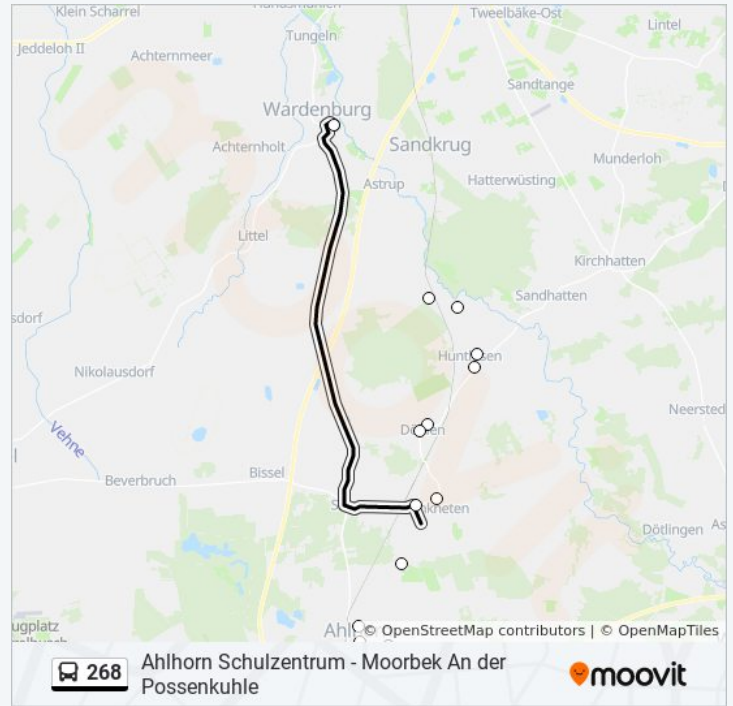 Klein Scharrel
Tweelbäke-Ost
Lintel
Jeddeloh II
Tungeln
Achternmeer
Sandtange
Wardenburg
Achternholt
Sandkrug
Munderloh
Astrup
Hatterwüsting
Littel
Kirchhatten
Sandhatten
Nikolausdorf
Neersted
Vehne
Beverbruch
Bissel
Dötlingen
© OpenStreetMap contributors | © OpenMapTiles
268
Ahlhorn Schulzentrum - Moorbek An der
Possenkuhle
moovit